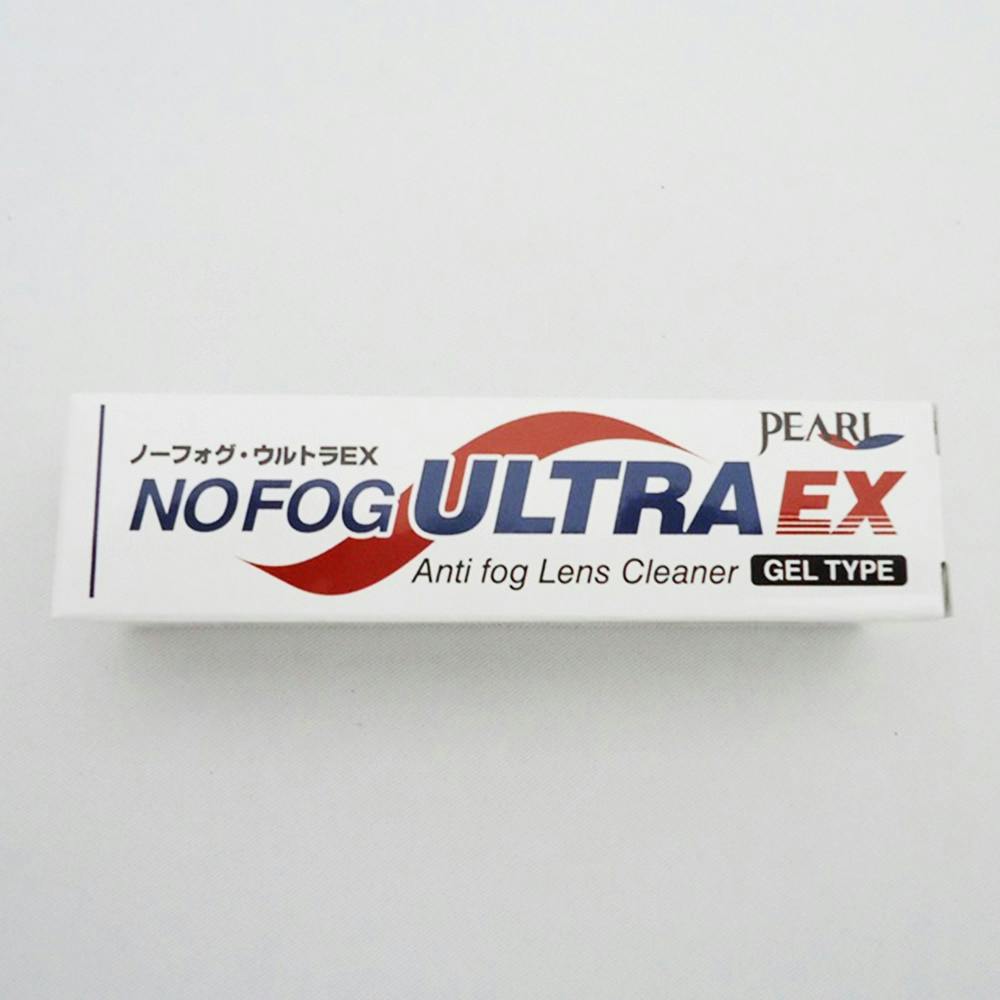 PEARL
ノーフォグ・ウルトラEX
NOFOG ULTRA EX
Anti fog Lens Cleaner GEL TYPE